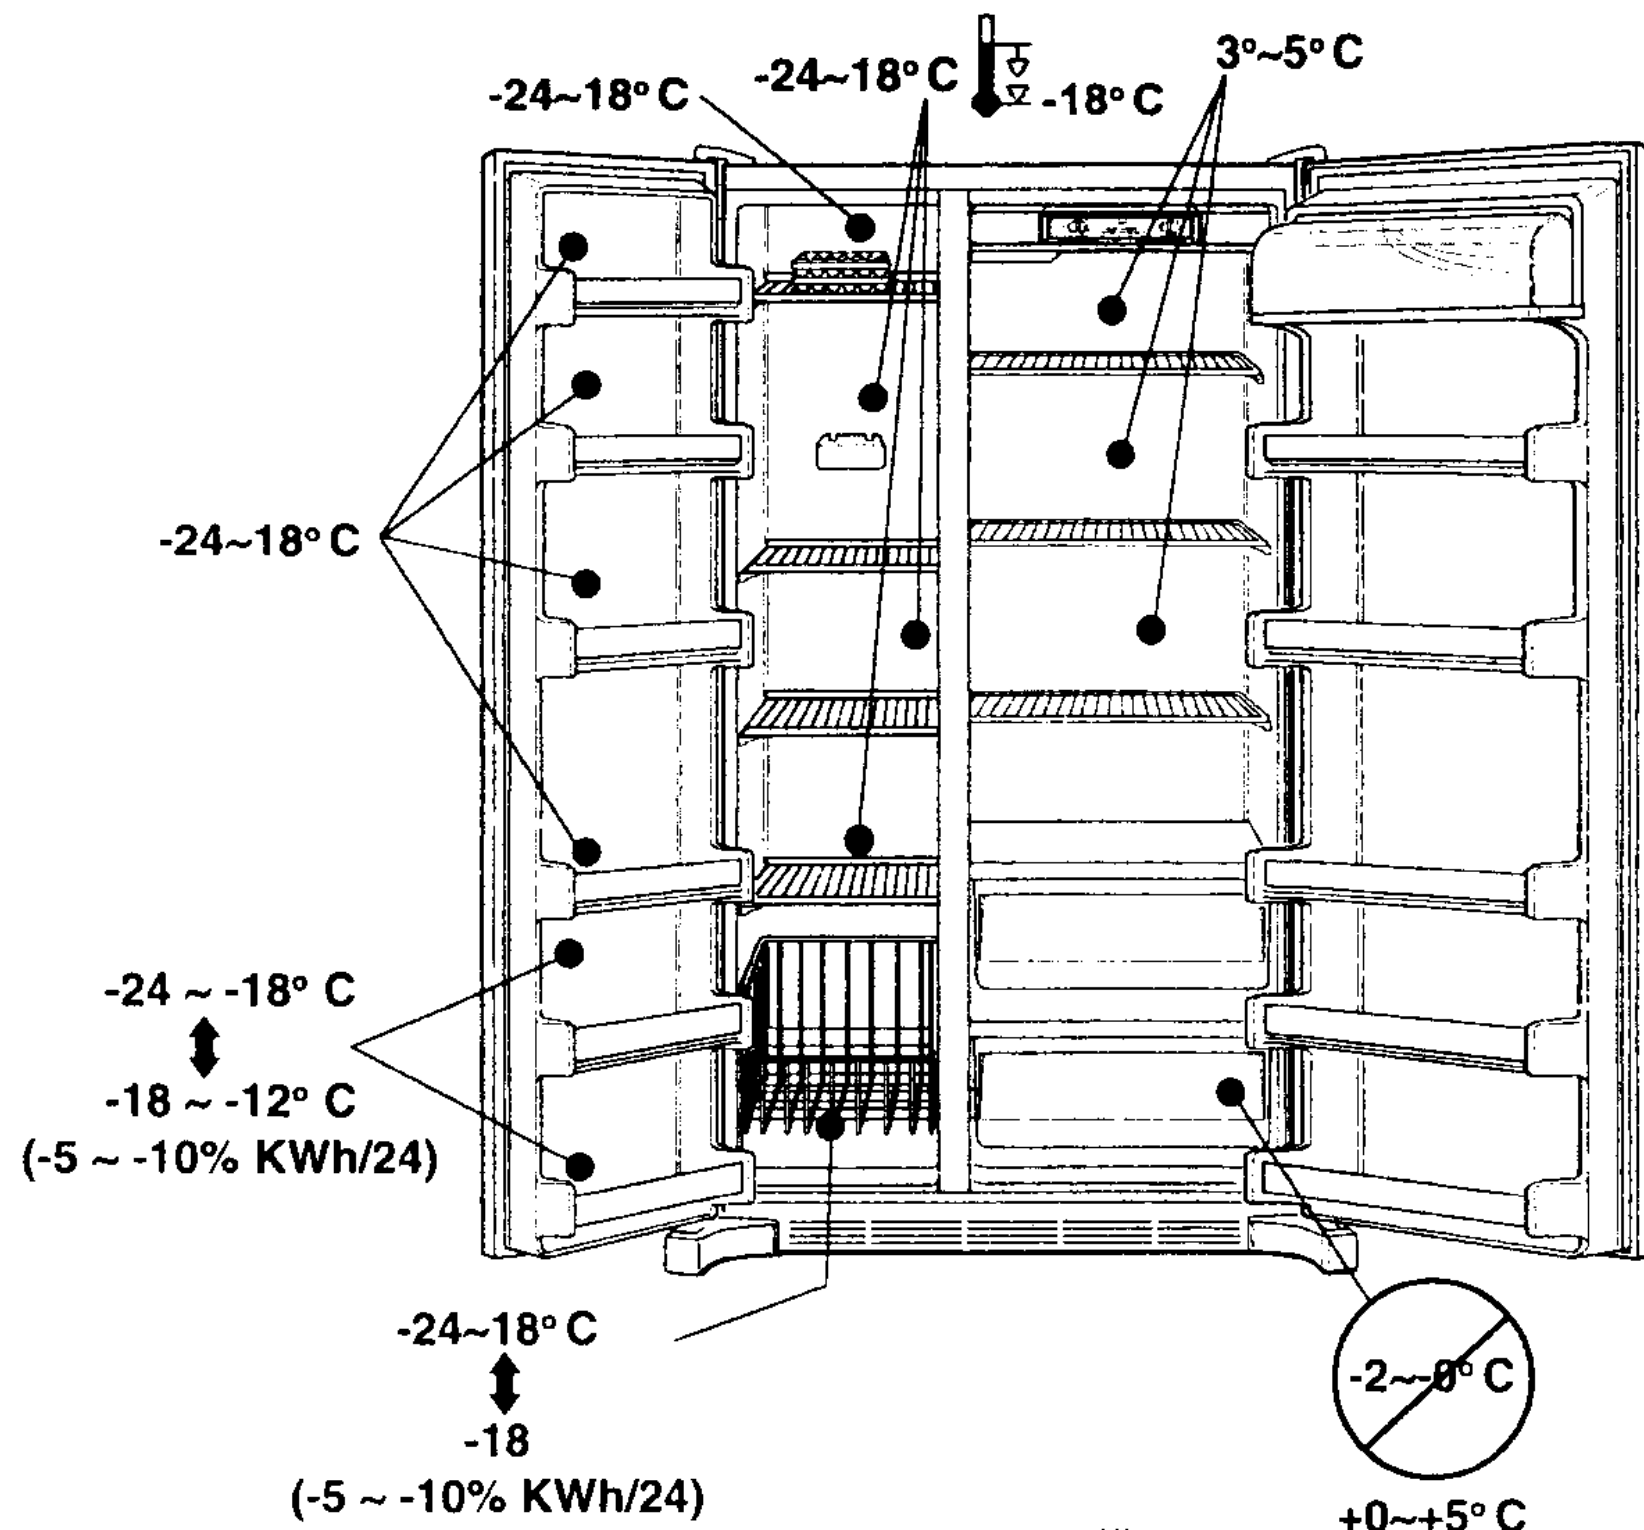 3°~5° C
-24~18° C
-24~18° C
-18° C
-24~18° C
-24 ~ -18° C
-18 ~ -12° C
(-5 ~ -10% KWh/24)
-24~18° C
-18
(-5 ~ -10% KWh/24)
-2~-0° C
+0~+5° C